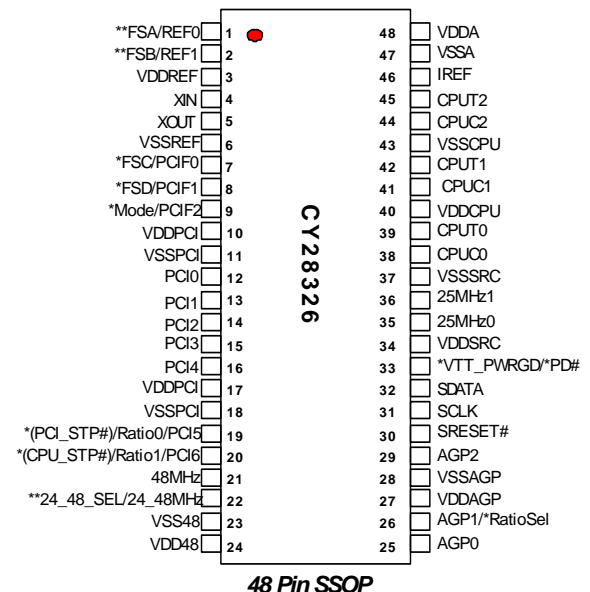 **FSA/REF0 1 48 VDDA
**FSB/REF1 2 47 VSSA
VDDREF 3 46 IREF
XIN 4 45 CPUT2
XOUT 5 44 CPUC2
VSSREF 6 43 VSSCPU
*FSC/PCIF0 7 42 CPUT1
*FSD/PCIF1 8 41 CPUC1
*Mode/PCIF2 9 40 VDDCPU
VDDPCI 10 39 CPUT0
VSSPCI 11 38 CPUC0
PCI0 12 37 VSSSRC
PCI1 13 36 25MHz1
PCI2 14 35 25MHz0
PCI3 15 34 VDDSRC
PCI4 16 33 *VTT_PWRGD/*PD#
VDDPCI 17 32 SDATA
VSSPCI 18 31 SCLK
*(PCI_STP#)/Ratio0/PCI5 19 30 SRESET#
*(CPU_STP#)/Ratio1/PCI6 20 29 AGP2
48MHz 21 28 VSSAGP
**24_48_SEL/24_48MHz 22 27 VDDAGP
VSS48 23 26 AGP1/*RatioSel
VDD48 24 25 AGP0
CY28326
48 Pin SSOP